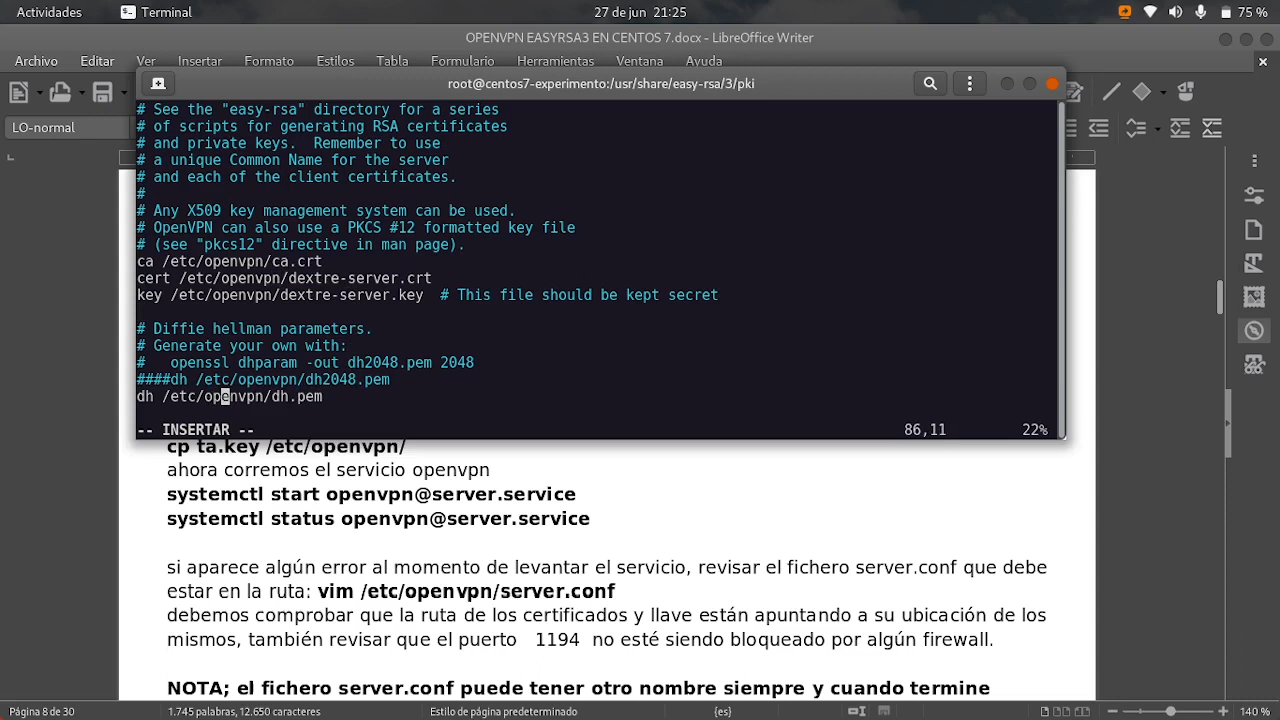 Actividades
Terminal
27 de jun 21:25
75 %
OPENVPN EASYRSA3 EN CENTOS 7.docx - LibreOffice Writer
Archivo Editar Ver Insertar Formato Estilos Tabla Formulario Herramientas Ventana Ayuda
root@centos7-experimento:/usr/share/easy-rsa/3/pki
LO-normal
# See the "easy-rsa" directory for a series
# of scripts for generating RSA certificates
# and private keys.  Remember to use
# a unique Common Name for the server
# and each of the client certificates.
#
# Any X509 key management system can be used.
# OpenVPN can also use a PKCS #12 formatted key file
# (see "pkcs12" directive in man page).
ca /etc/openvpn/ca.crt
cert /etc/openvpn/dextre-server.crt
key /etc/openvpn/dextre-server.key  # This file should be kept secret
# Diffie hellman parameters.
# Generate your own with:
#   openssl dhparam -out dh2048.pem 2048
####dh /etc/openvpn/dh2048.pem
dh /etc/openvpn/dh.pem
-- INSERTAR -- 86,11 22%
cp ta.key /etc/openvpn/
ahora corremos el servicio openvpn
systemctl start openvpn@server.service
systemctl status openvpn@server.service
si aparece algún error al momento de levantar el servicio, revisar el fichero server.conf que debe
estar en la ruta: vim /etc/openvpn/server.conf
debemos comprobar que la ruta de los certificados y llave están apuntando a su ubicación de los
mismos, también revisar que el puerto 1194 no esté siendo bloqueado por algún firewall.
NOTA; el fichero server.conf puede tener otro nombre siempre y cuando termine
Página 8 de 30 1.745 palabras, 12.650 caracteres Estilo de página predeterminado {es} 140 %